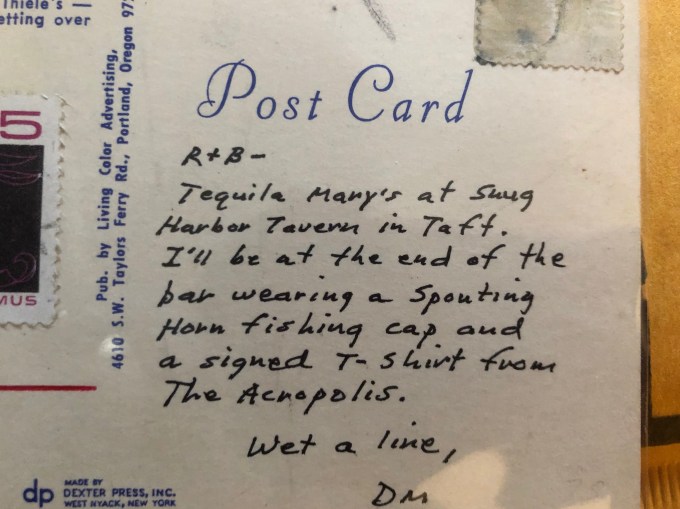 Thiele's —
etting over
5
MUS
Pub. by Living Color Advertising,
4610 S.W. Taylors Ferry Rd., Portland, Oregon 972
Post Card
R+B-
Tequila Mary's at Snug
Harbor Tavern in Taft.
I'll be at the end of the
bar wearing a Spouting
Horn fishing cap and
a signed T-Shirt from
The Acropolis.
Wet a line,
DM
dp
MADE BY
DEXTER PRESS, INC.
WEST NYACK, NEW YORK